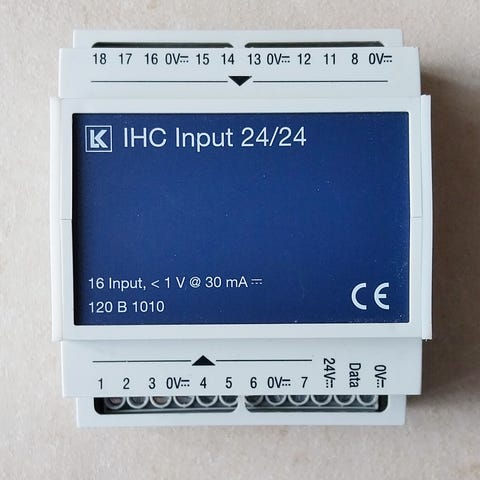 18 17 16 0V⎓ 15 14 13 0V⎓ 12 11 8 0V⎓
LK IHC Input 24/24
16 Input, < 1 V @ 30 mA ⎓
120 B 1010
CE
1 2 3 0V⎓ 4 5 6 0V⎓ 7 24V⎓ Data 0V⎓